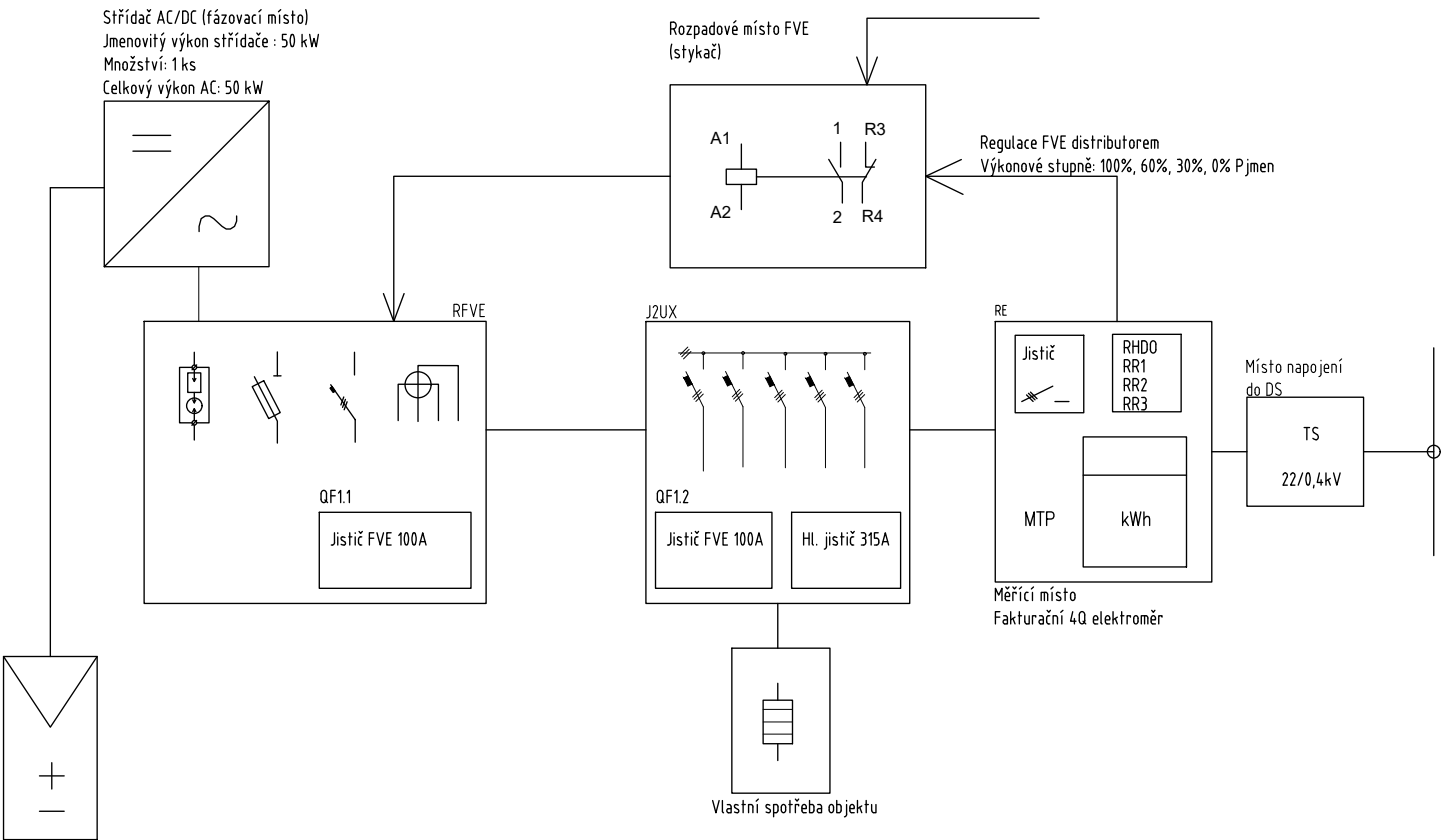 Střídač AC/DC (fázovací místo)
Jmenovitý výkon střídače : 50 kW
Množství: 1 ks
Celkový výkon AC: 50 kW
Rozpadové místo FVE
(stykač)
A1
1
R3
A2
2
R4
Regulace FVE distributorem
Výkonové stupně: 100%, 60%, 30%, 0% Pjmen
RFVE
QF1.1
Jistič FVE 100A
J2UX
QF1.2
Jistič FVE 100A
Hl. jistič 315A
RE
Jistič
RHDO
RR1
RR2
RR3
MTP
kWh
Měřící místo
Fakturační 4Q elektroměr
Místo napojení
do DS
TS
22/0,4kV
Vlastní spotřeba objektu